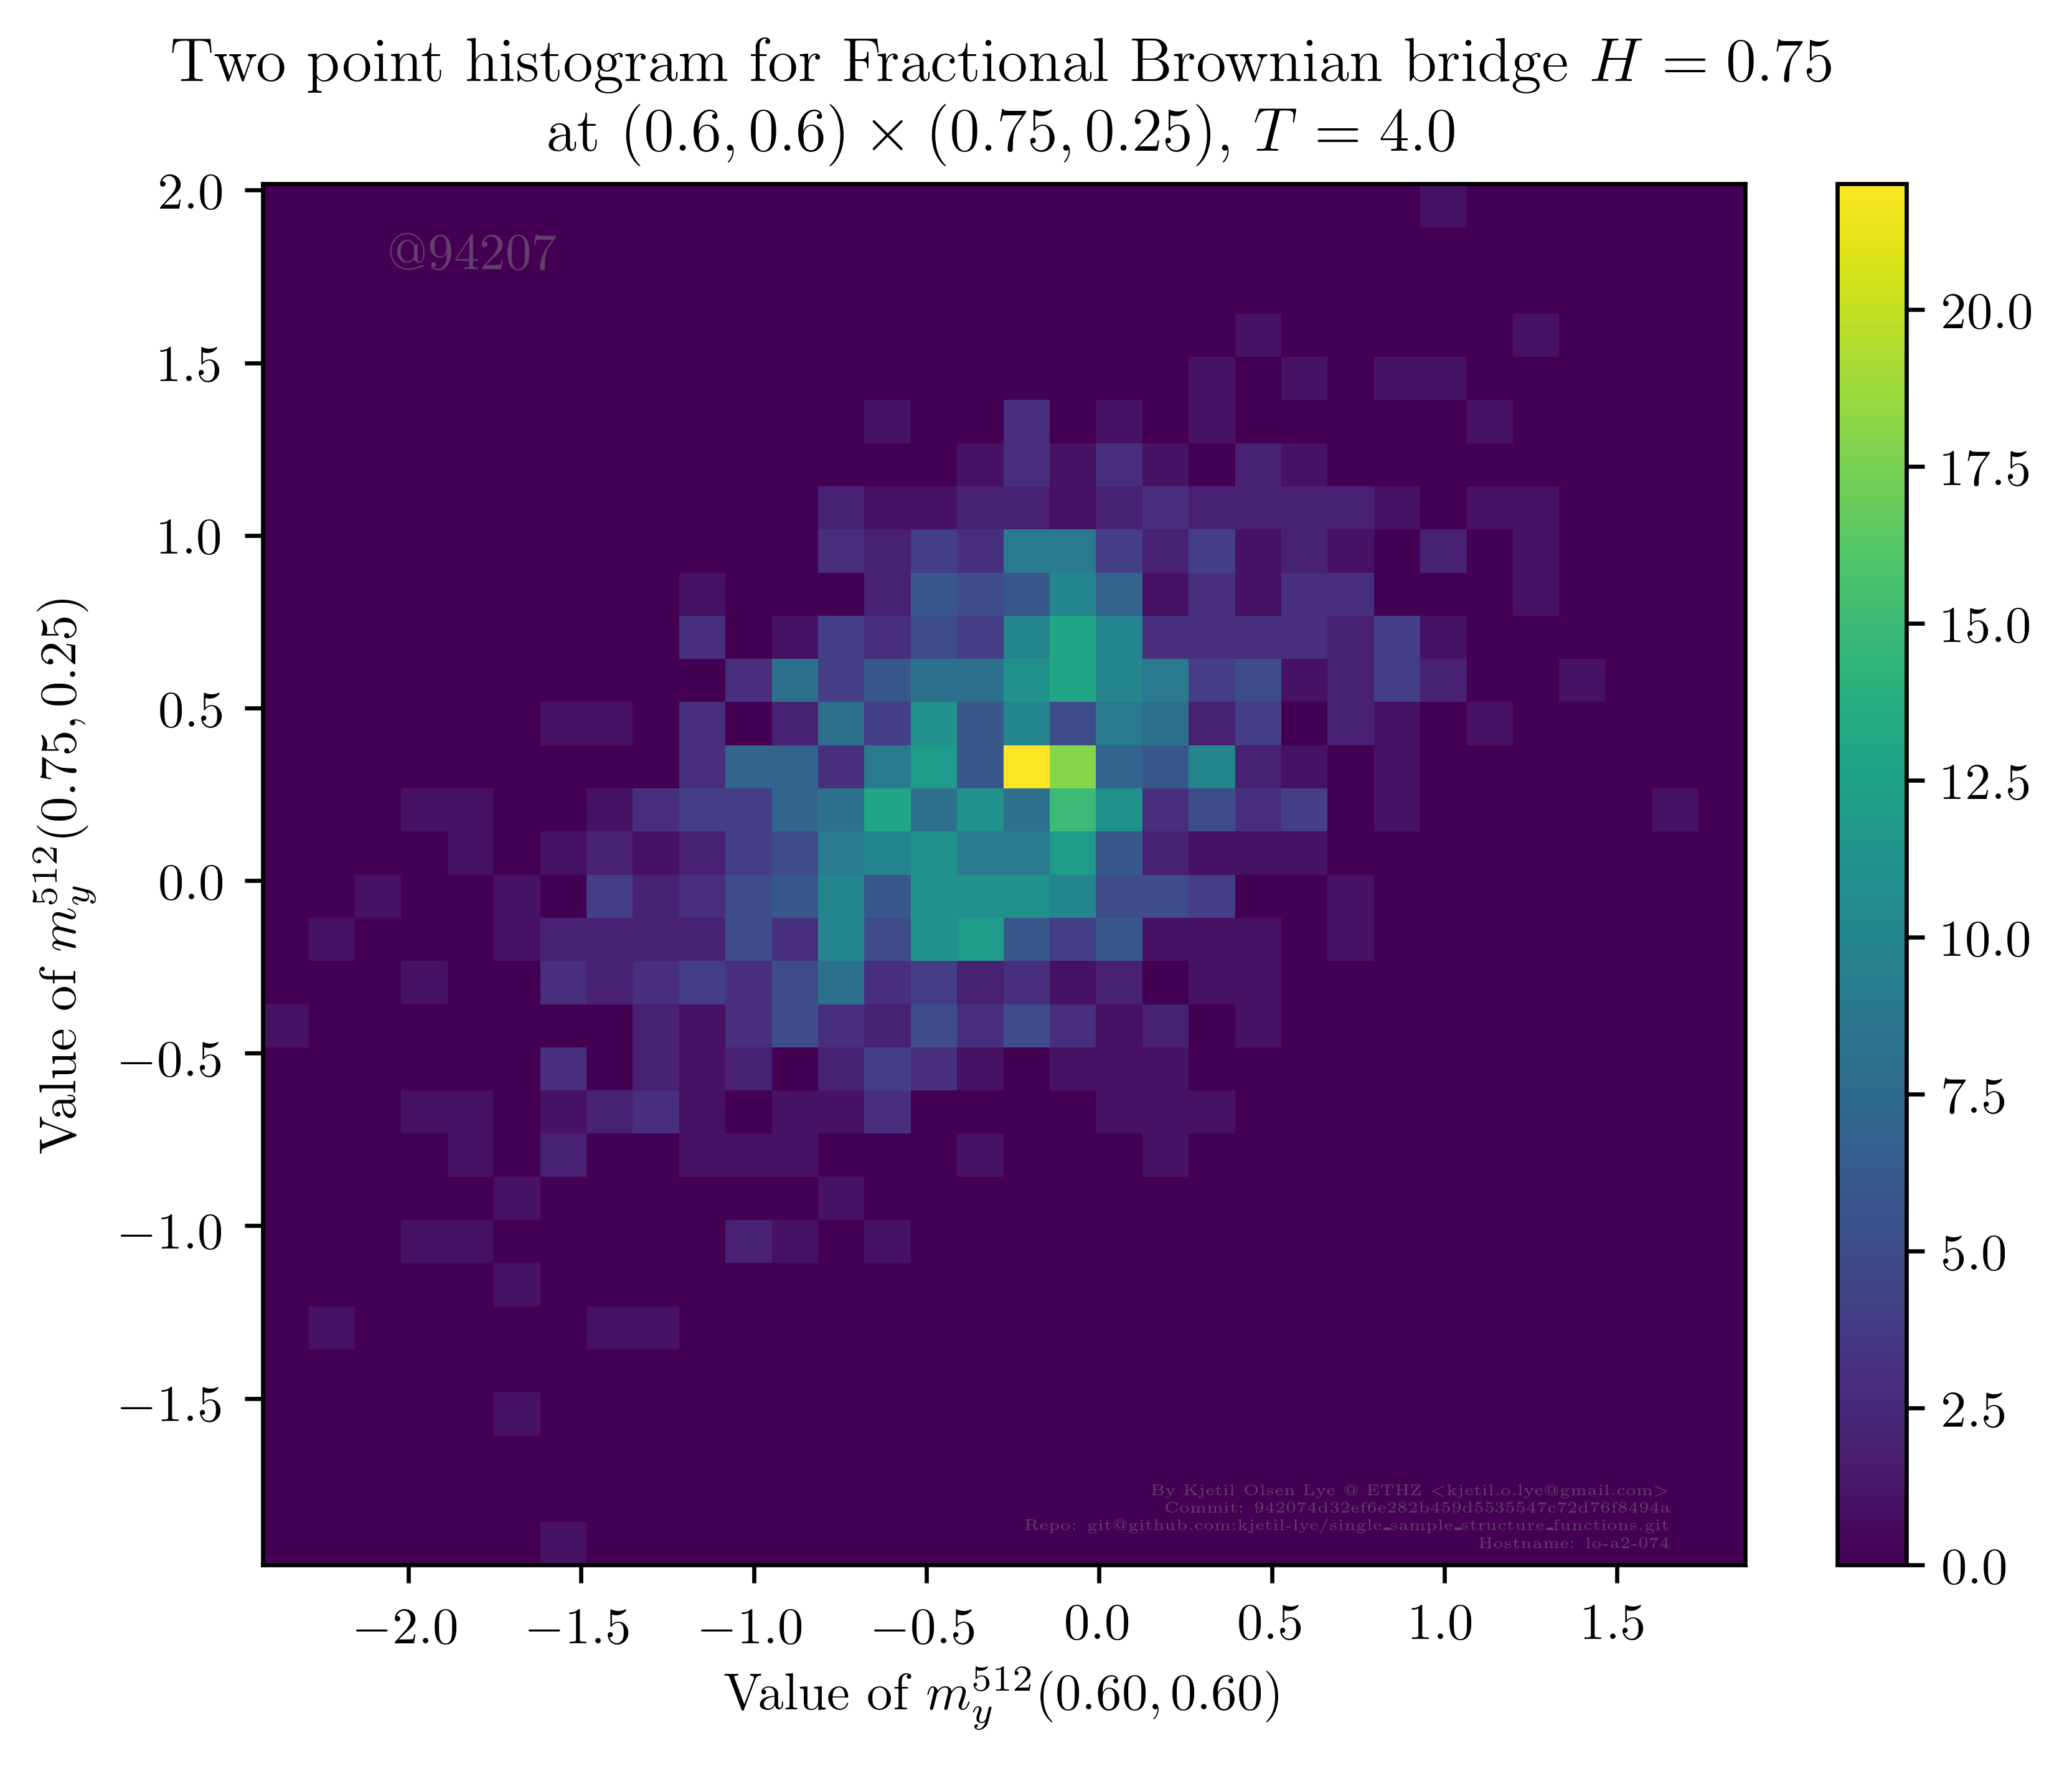 Two point histogram for Fractional Brownian bridge H = 0.75
at (0.6, 0.6) × (0.75, 0.25), T = 4.0
@94207
2.0
1.5
1.0
0.5
0.0
−0.5
−1.0
−1.5
Value of m_y^512(0.75, 0.25)
20.0
17.5
15.0
12.5
10.0
7.5
5.0
2.5
0.0
By Kjetil Olsen Lye @ ETHZ <kjetil.o.lye@gmail.com>
Commit: 942074d32ef6e282b459d5535547c72d76f8494a
Repo: git@github.com:kjetil-lye/single_sample_structure_functions.git
Hostname: lo-a2-074
−2.0 −1.5 −1.0 −0.5 0.0 0.5 1.0 1.5
Value of m_y^512(0.60, 0.60)